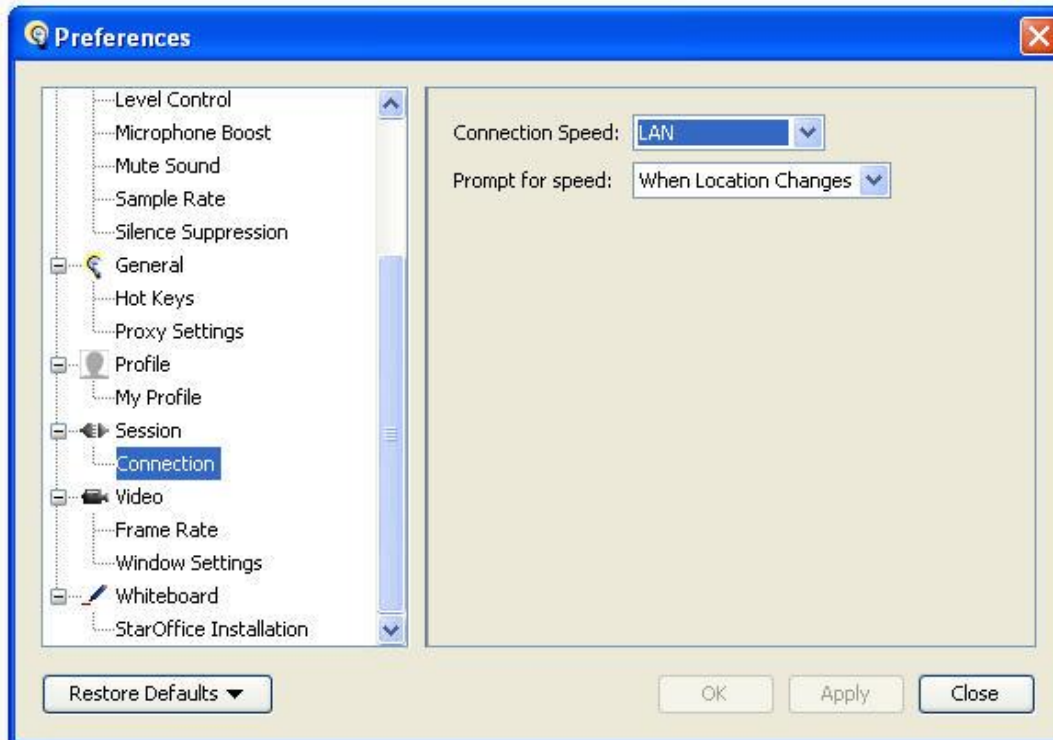 Preferences
Level Control
Microphone Boost
Mute Sound
Sample Rate
Silence Suppression
General
Hot Keys
Proxy Settings
Profile
My Profile
Session
Connection
Video
Frame Rate
Window Settings
Whiteboard
StarOffice Installation
Connection Speed: LAN
Prompt for speed: When Location Changes
Restore Defaults OK Apply Close